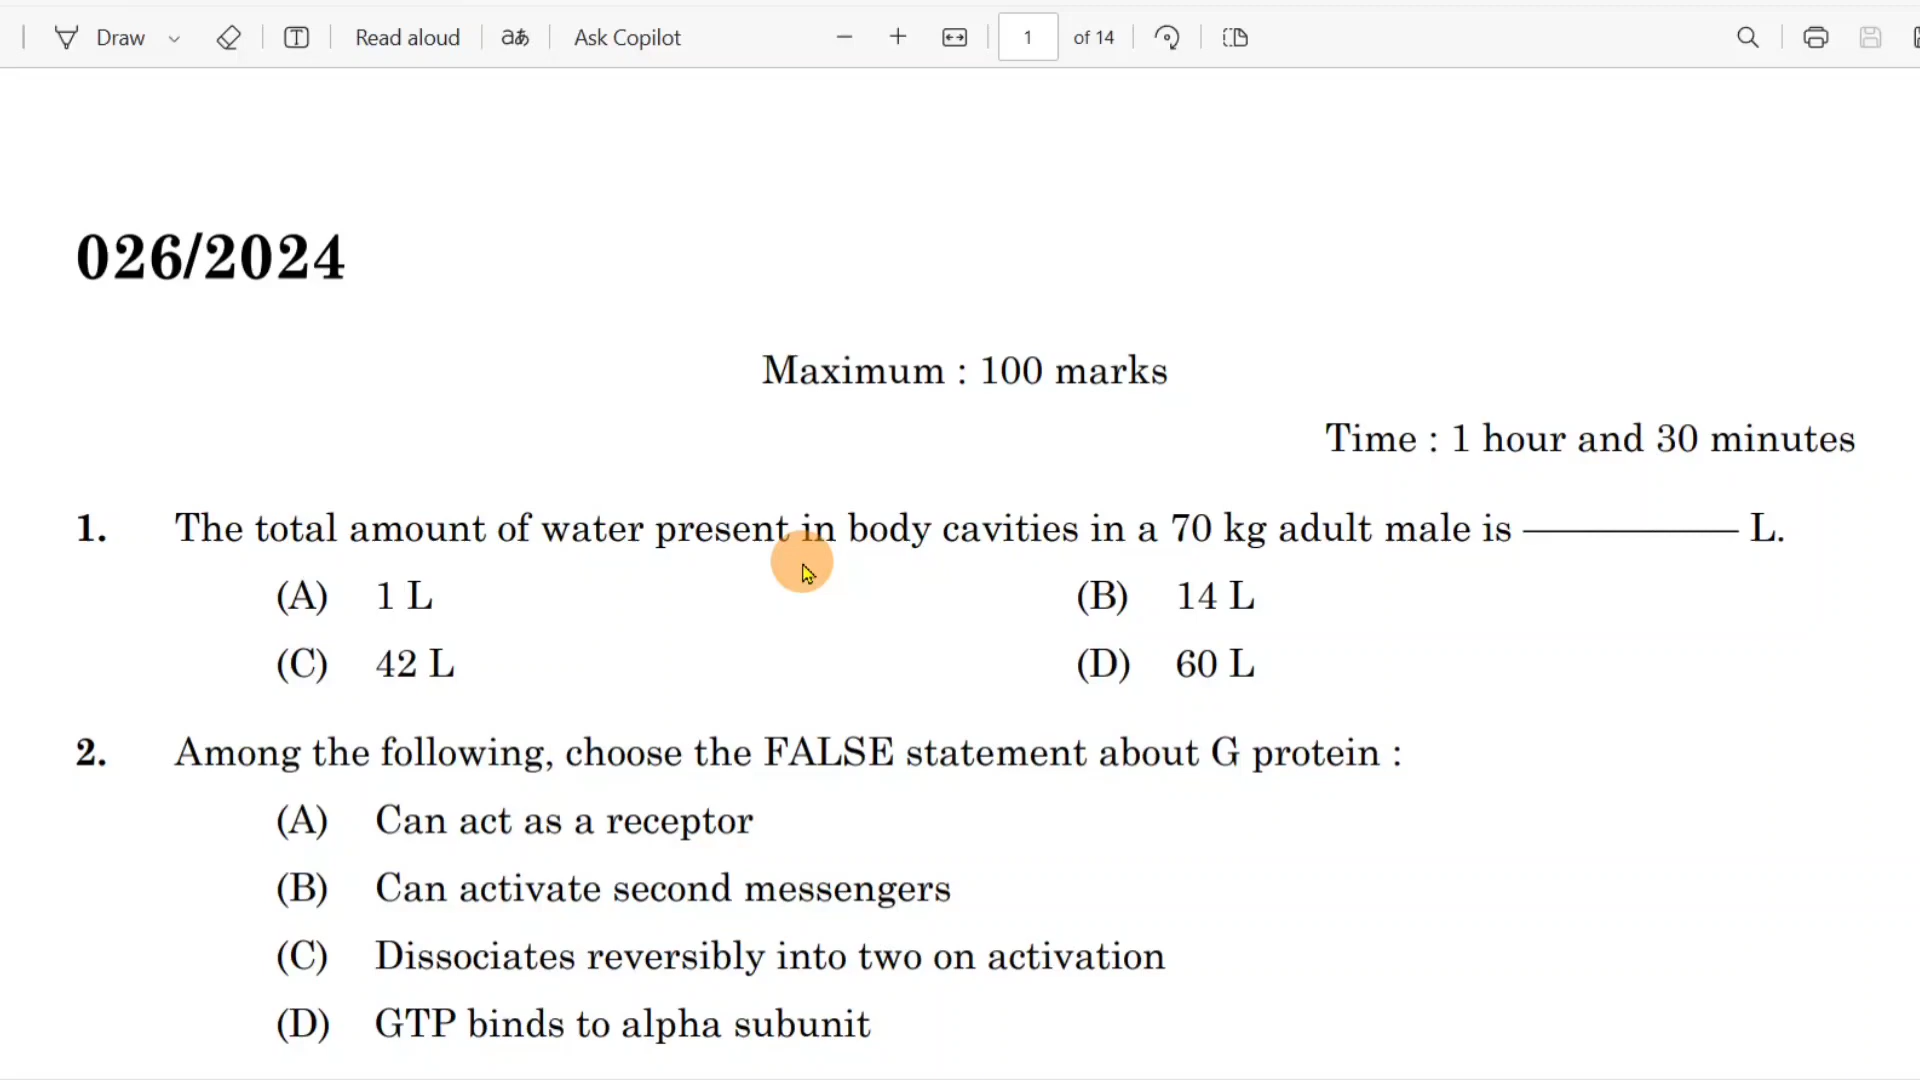 Draw
Read aloud
aあ
Ask Copilot
1 of 14
026/2024
Maximum : 100 marks
Time : 1 hour and 30 minutes
1. The total amount of water present in body cavities in a 70 kg adult male is ———— L.
(A) 1 L (B) 14 L
(C) 42 L (D) 60 L
2. Among the following, choose the FALSE statement about G protein :
(A) Can act as a receptor
(B) Can activate second messengers
(C) Dissociates reversibly into two on activation
(D) GTP binds to alpha subunit